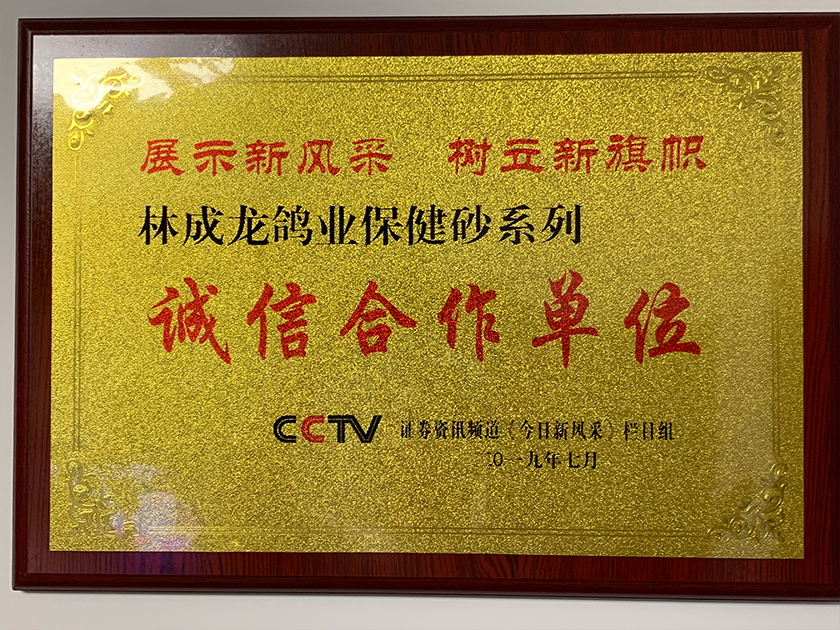 展示新风采 树立新旗帜
林成龙鸽业保健砂系列
诚信合作单位
CCTV 证券资讯频道《今日新风采》栏目组
二0一九年七月